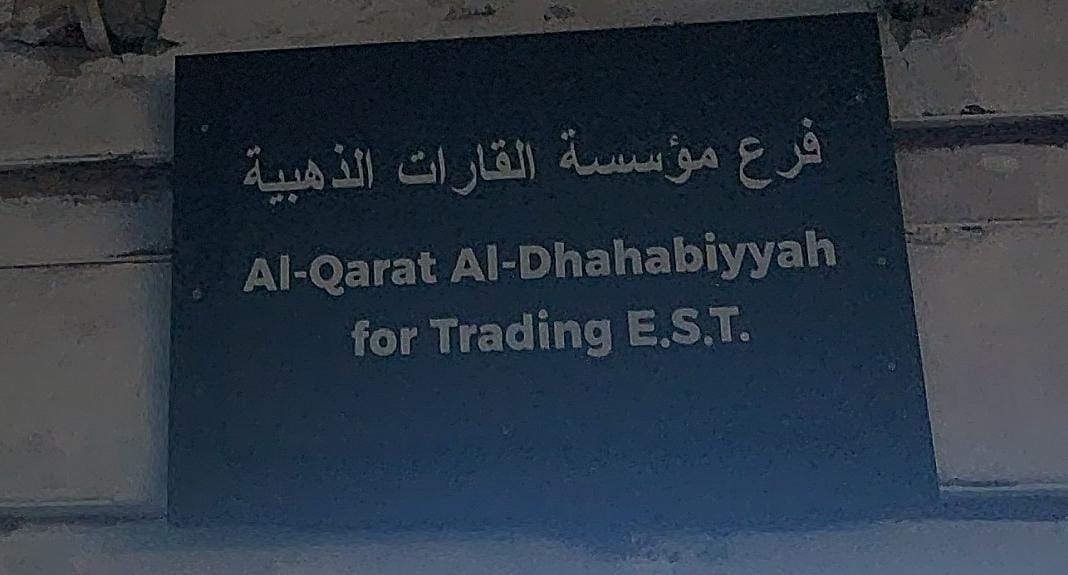 فرع مؤسسة القارات الذهبية
Al-Qarat Al-Dhahabiyyah
for Trading E.S.T.